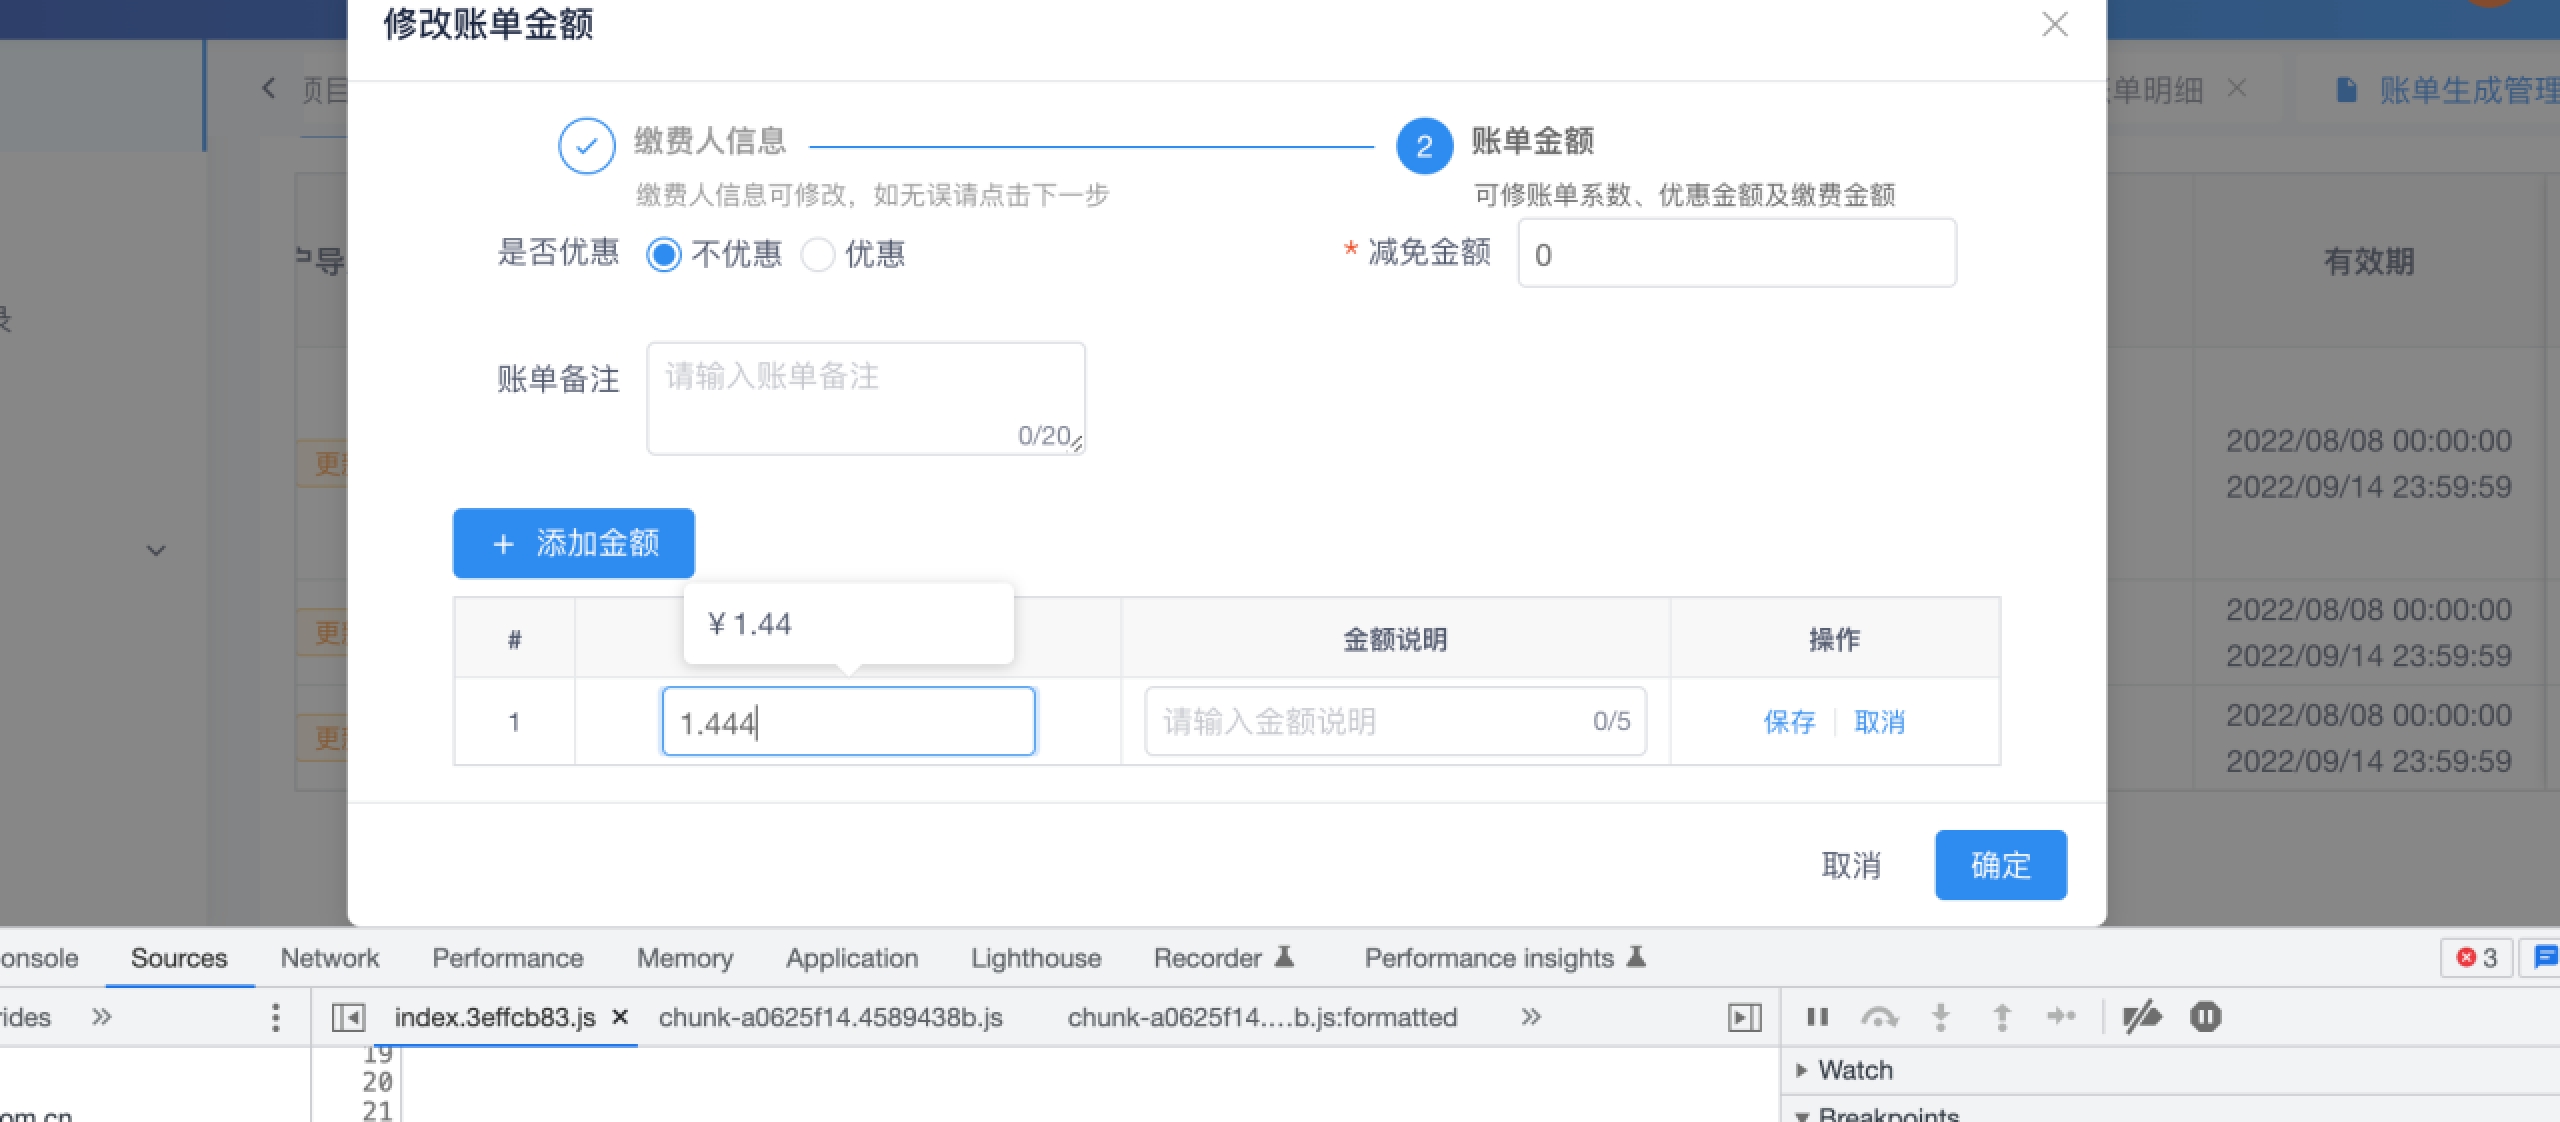 修改账单金额
页目
单明细
账单生成管理
缴费人信息
缴费人信息可修改，如无误请点击下一步
2
账单金额
可修账单系数、优惠金额及缴费金额
是否优惠
不优惠
优惠
* 减免金额
0
导
有效期
录
账单备注
请输入账单备注
0/20
更
2022/08/08 00:00:00
2022/09/14 23:59:59
+ 添加金额
¥ 1.44
#
金额说明
操作
更
2022/08/08 00:00:00
2022/09/14 23:59:59
1
1.444
请输入金额说明
0/5
保存
取消
更
2022/08/08 00:00:00
2022/09/14 23:59:59
取消
确定
onsole
Sources
Network
Performance
Memory
Application
Lighthouse
Recorder
Performance insights
3
rides
index.3effcb83.js
chunk-a0625f14.4589438b.js
chunk-a0625f14....b.js:formatted
19
20
21
Watch
om.cn
Breakpoints